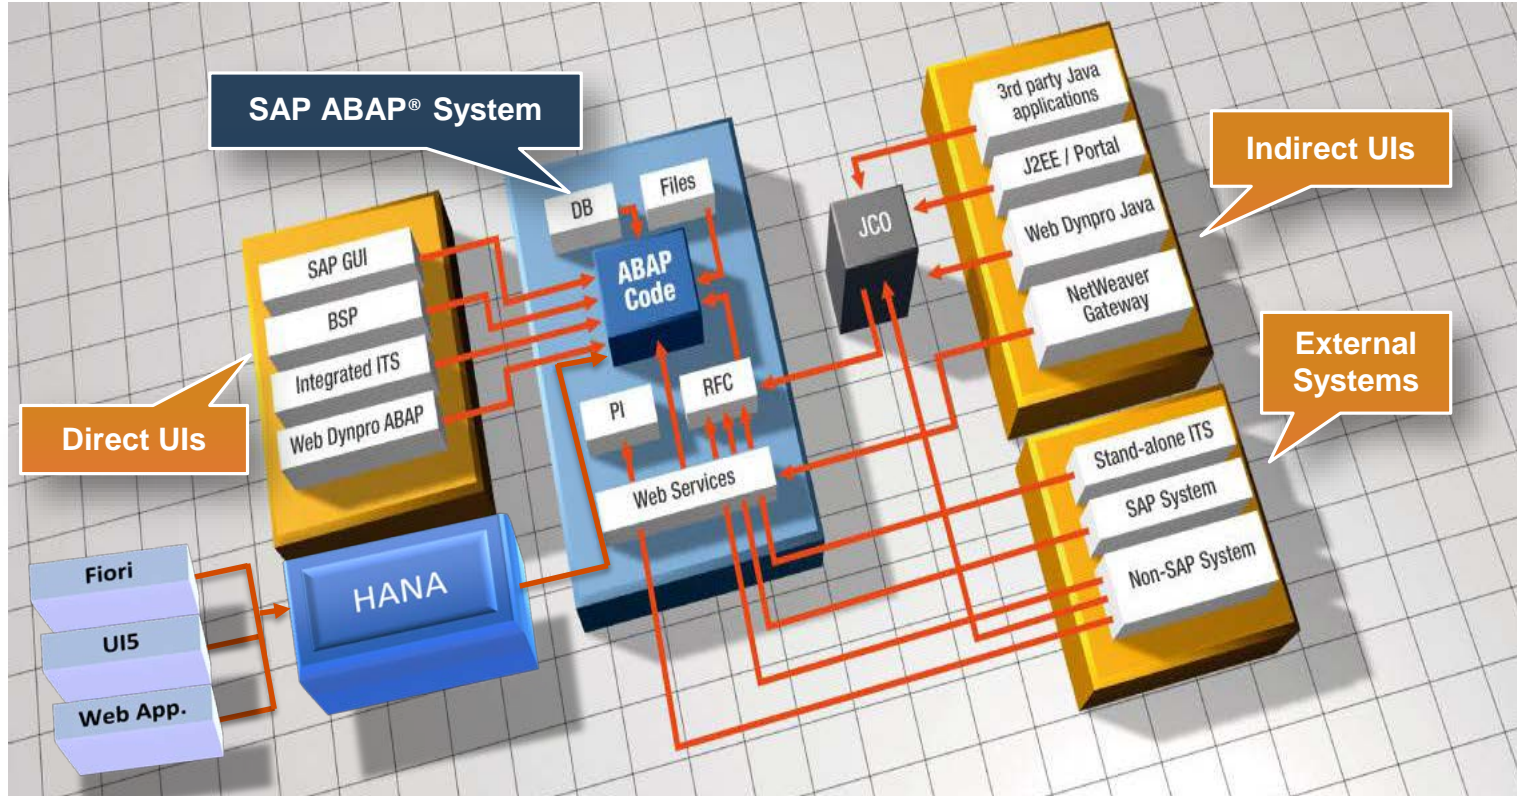 SAP ABAP® System
DB
Files
ABAP
Code
PI
RFC
Web Services
SAP GUI
BSP
Integrated ITS
Web Dynpro ABAP
Direct UIs
Fiori
UI5
Web App.
HANA
JCO
3rd party Java
applications
J2EE / Portal
Web Dynpro Java
NetWeaver
Gateway
Indirect UIs
External
Systems
Stand-alone ITS
SAP System
Non-SAP System